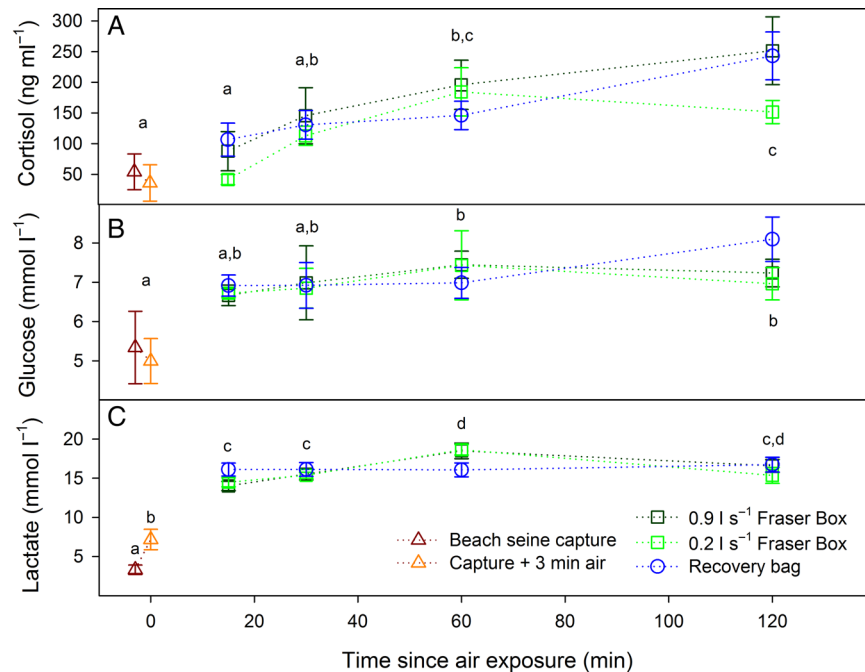 A
Cortisol (ng ml⁻¹)
300
250
200
150
100
50
a
a
a,b
b,c
c
B
Glucose (mmol l⁻¹)
8
7
6
5
a
a,b
a,b
b
b
C
Lactate (mmol l⁻¹)
20
15
10
5
a
b
c
c
d
c,d
Beach seine capture
Capture + 3 min air
0.9 l s⁻¹ Fraser Box
0.2 l s⁻¹ Fraser Box
Recovery bag
0 20 40 60 80 100 120
Time since air exposure (min)